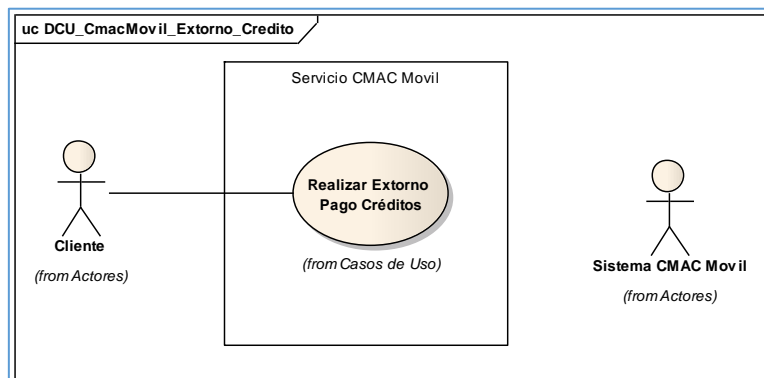 uc DCU_CmacMovil_Extorno_Credito
Servicio CMAC Movil
Realizar Extorno
Pago Créditos
(from Casos de Uso)
Cliente
(from Actores)
Sistema CMAC Movil
(from Actores)